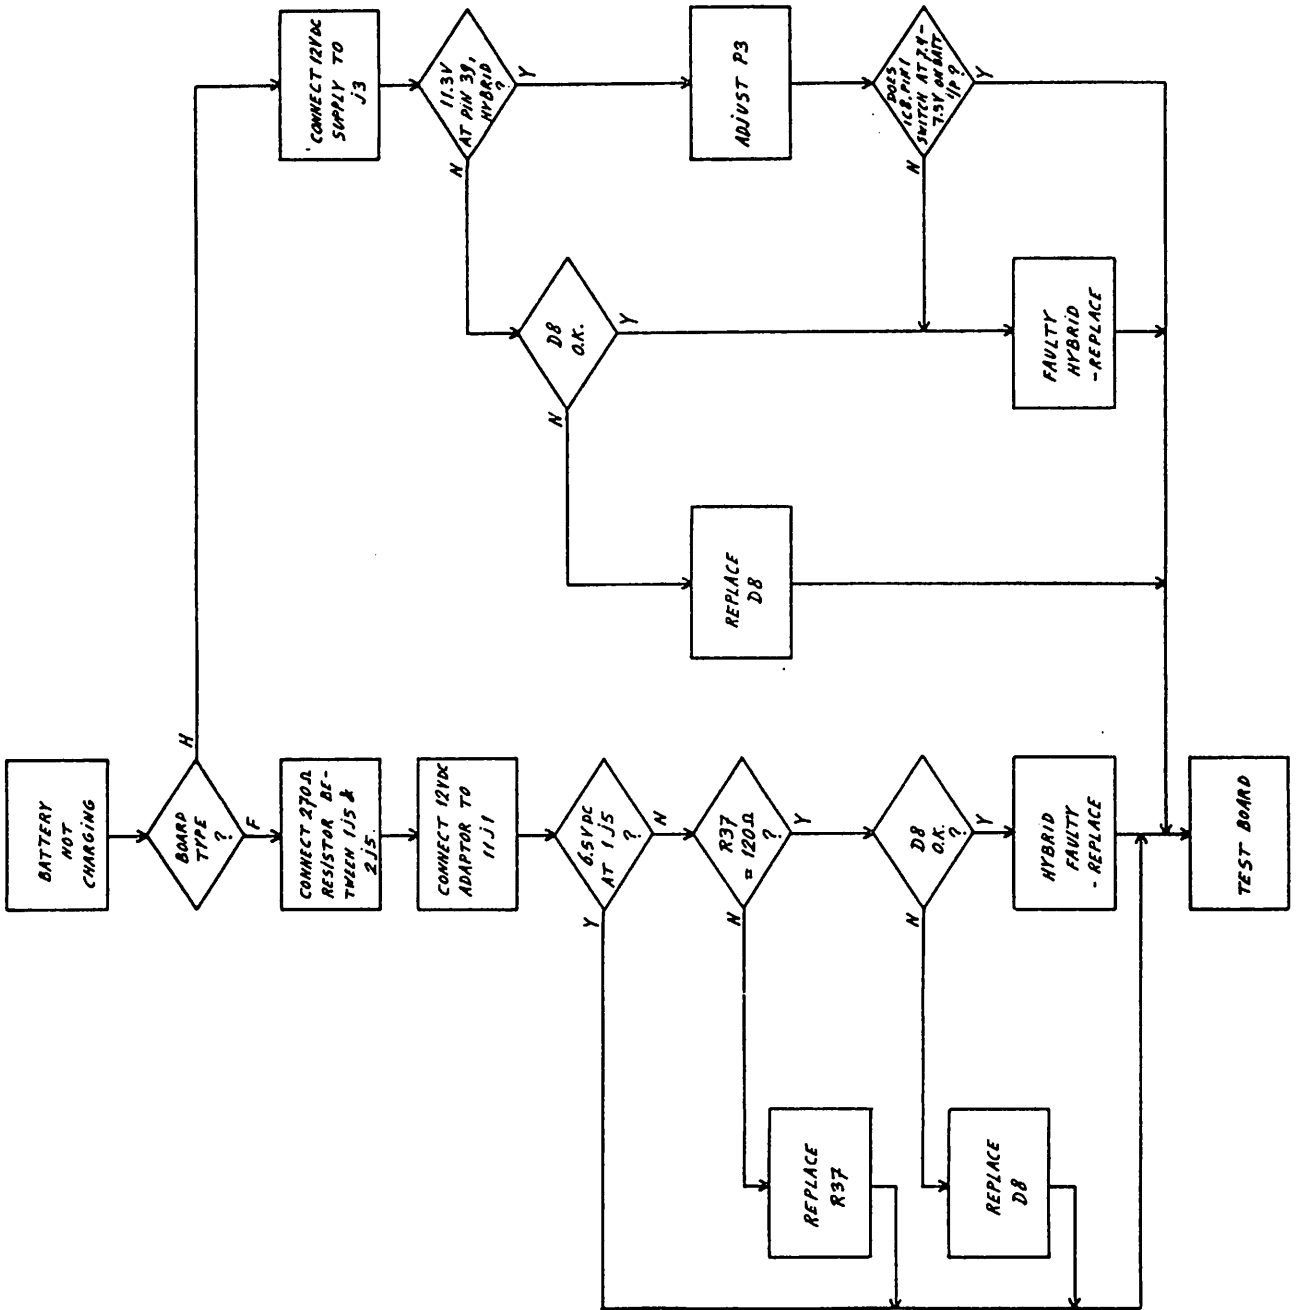 BATTERY
NOT
CHARGING
BOARD
TYPE
?
H
F
CONNECT 270Ω
RESISTOR BE-
TWEEN 1j5 &
2j5.
CONNECT 12VDC
ADAPTOR TO
11j1
6.5VDC
AT 1j5
?
Y
N
R37
= 120Ω
?
N
Y
REPLACE
R37
D8
O.K.
?
N
Y
REPLACE
D8
HYBRID
FAULTY
-REPLACE
TEST BOARD
CONNECT 12VDC
SUPPLY TO
j3
11.3V
AT PIN 39,
HYBRID
?
N
Y
D8
O.K.
N
Y
REPLACE
D8
ADJUST P3
DOES
IC8.PIN1
SWITCH AT 7.4-
7.5V ON BATT
I/P ?
N
Y
FAULTY
HYBRID
-REPLACE